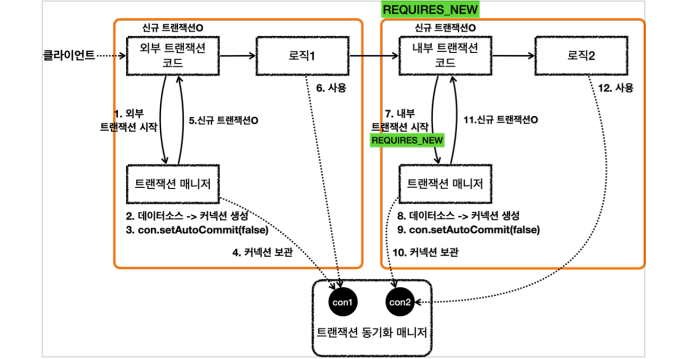 REQUIRES_NEW
신규 트랜잭션O
신규 트랜잭션O
클라이언트
외부 트랜잭션
코드
로직1
내부 트랜잭션
코드
로직2
6. 사용
12. 사용
1. 외부
트랜잭션 시작
5.신규 트랜잭션O
7. 내부
트랜잭션 시작
REQUIRES_NEW
11.신규 트랜잭션O
트랜잭션 매니저
트랜잭션 매니저
2. 데이터소스 -> 커넥션 생성
3. con.setAutoCommit(false)
8. 데이터소스 -> 커넥션 생성
9. con.setAutoCommit(false)
4. 커넥션 보관
10. 커넥션 보관
con1
con2
트랜잭션 동기화 매니저